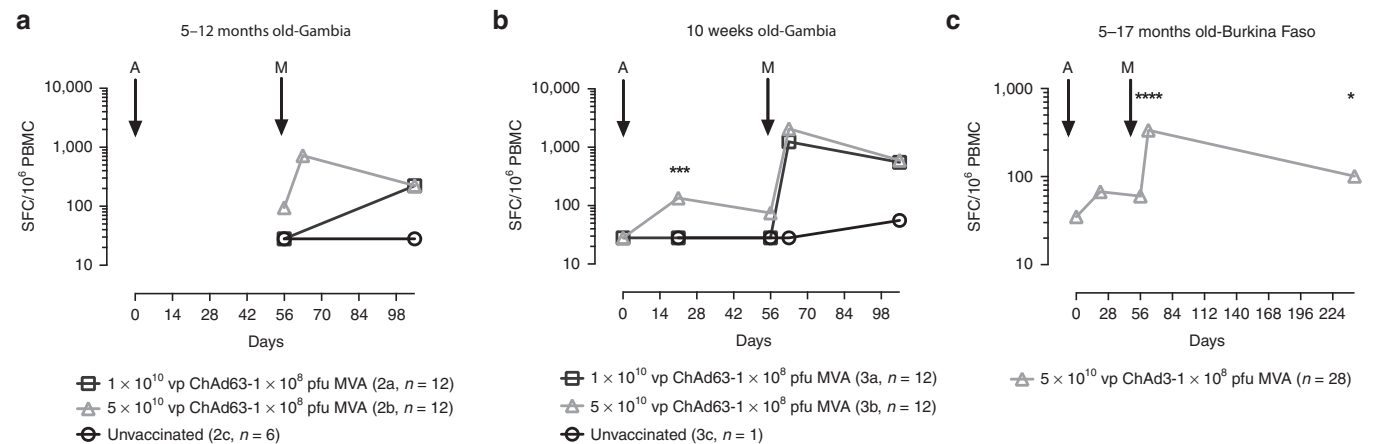 a
5–12 months old-Gambia
A
M
10,000
1,000
100
10
SFC/10⁶ PBMC
0 14 28 42 56 70 84 98
Days
1 × 10¹⁰ vp ChAd63-1 × 10⁸ pfu MVA (2a, n = 12)
5 × 10¹⁰ vp ChAd63-1 × 10⁸ pfu MVA (2b, n = 12)
Unvaccinated (2c, n = 6)
b
10 weeks old-Gambia
A
M
10,000
1,000
100
10
SFC/10⁶ PBMC
***
0 14 28 42 56 70 84 98
Days
1 × 10¹⁰ vp ChAd63-1 × 10⁸ pfu MVA (3a, n = 12)
5 × 10¹⁰ vp ChAd63-1 × 10⁸ pfu MVA (3b, n = 12)
Unvaccinated (3c, n = 1)
c
5–17 months old-Burkina Faso
A
M
1,000
100
10
SFC/10⁶ PBMC
**** *
0 28 56 84 112 140 168 196 224
Days
5 × 10¹⁰ vp ChAd3-1 × 10⁸ pfu MVA (n = 28)